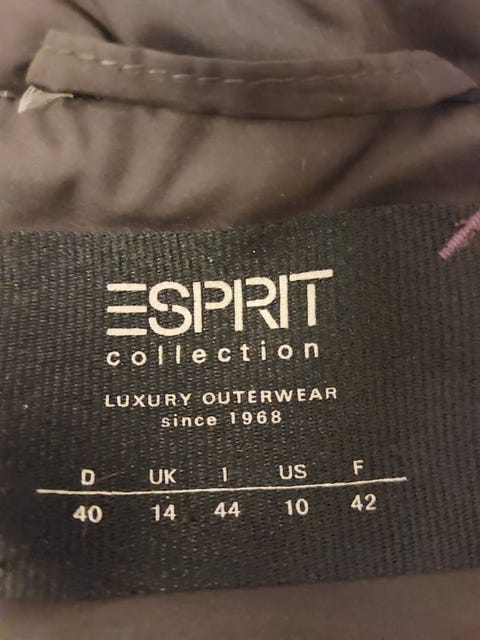 ESPRIT
collection
LUXURY OUTERWEAR
since 1968
D UK I US F
40 14 44 10 42